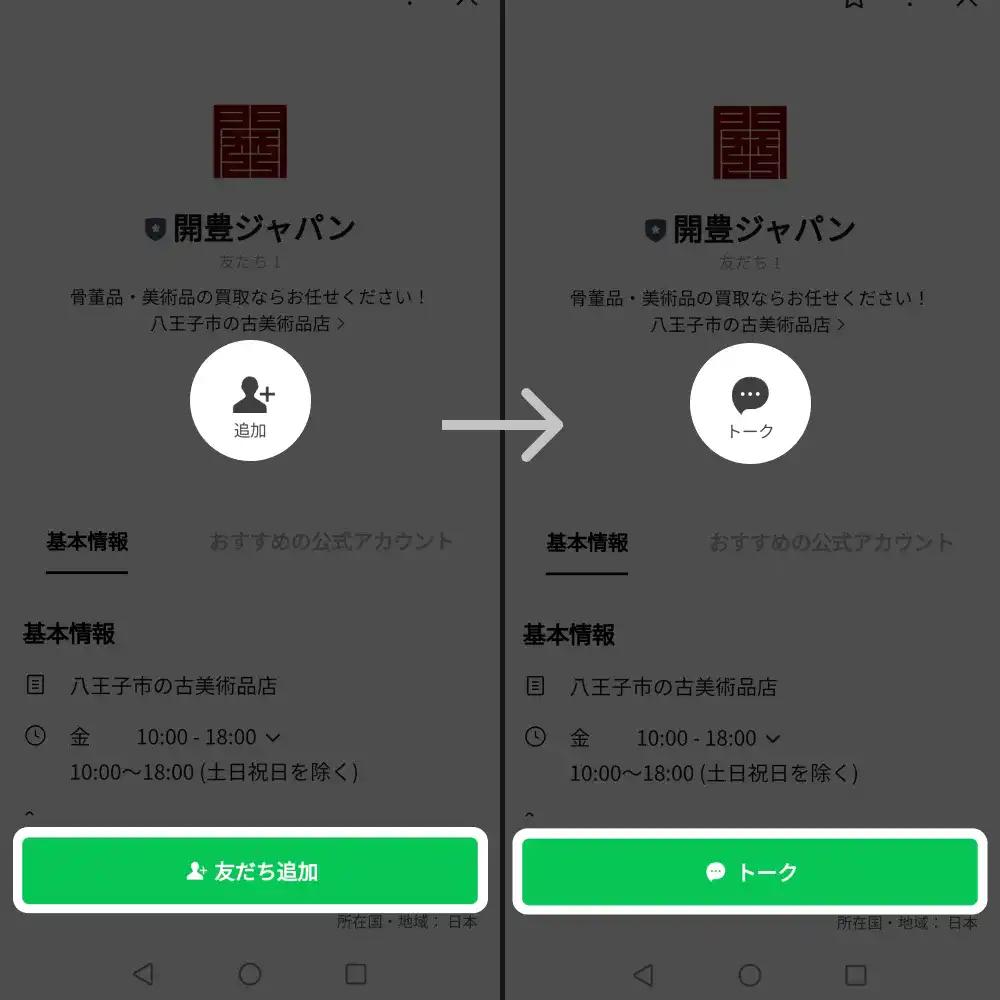 開豊ジャパン
友だち 1
骨董品・美術品の買取ならお任せください！
八王子市の古美術品店
追加
基本情報
おすすめの公式アカウント
基本情報
八王子市の古美術品店
金 10:00 - 18:00
10:00〜18:00 (土日祝日を除く)
友だち追加
所在国・地域： 日本
開豊ジャパン
友だち 1
骨董品・美術品の買取ならお任せください！
八王子市の古美術品店
トーク
基本情報
おすすめの公式アカウント
基本情報
八王子市の古美術品店
金 10:00 - 18:00
10:00〜18:00 (土日祝日を除く)
トーク
所在国・地域： 日本